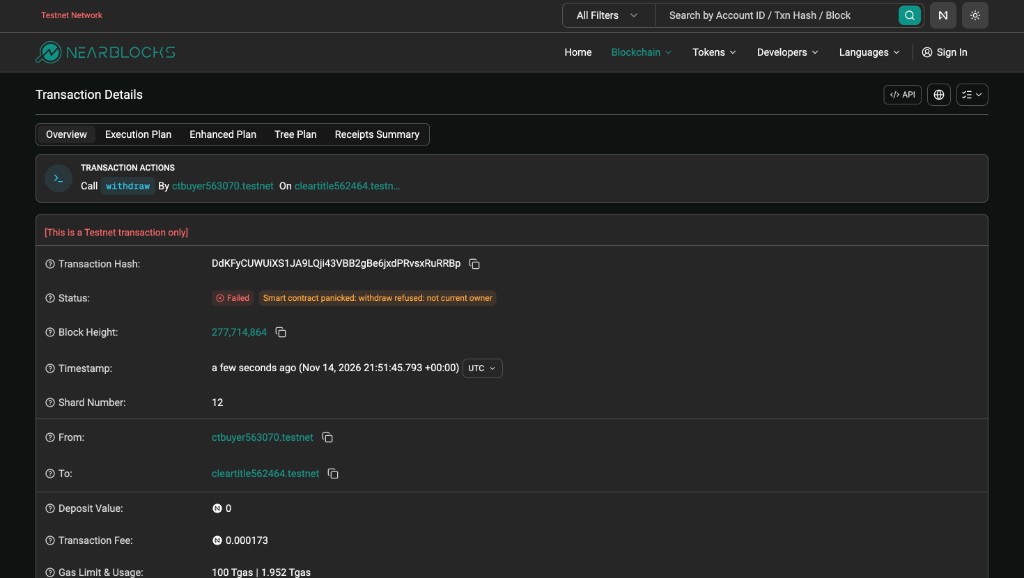 Testnet Network
All Filters
Search by Account ID / Txn Hash / Block
NEARBLOCKS
Home
Blockchain
Tokens
Developers
Languages
Sign In
Transaction Details
</> API
Overview
Execution Plan
Enhanced Plan
Tree Plan
Receipts Summary
TRANSACTION ACTIONS
Call withdraw By ctbuyer563070.testnet On cleartitle562464.testn...
[This is a Testnet transaction only]
Transaction Hash: DdKFyCUWUiXS1JA9LQji43VBB2gBe6jxdPRvsxRuRRBp
Status: Failed Smart contract panicked: withdraw refused: not current owner
Block Height: 277,714,864
Timestamp: a few seconds ago (Nov 14, 2026 21:51:45.793 +00:00) UTC
Shard Number: 12
From: ctbuyer563070.testnet
To: cleartitle562464.testnet
Deposit Value: 0
Transaction Fee: 0.000173
Gas Limit & Usage: 100 Tgas | 1.952 Tgas